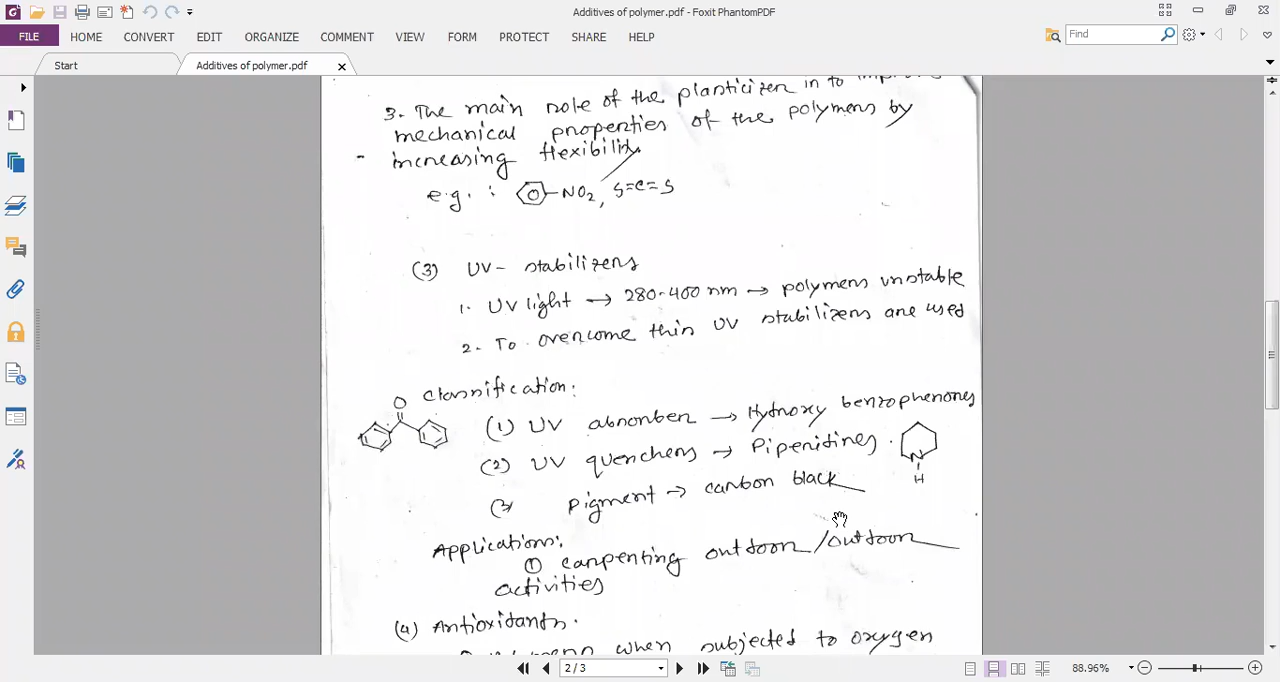 Additives of polymer.pdf - Foxit PhantomPDF
FILE HOME CONVERT EDIT ORGANIZE COMMENT VIEW FORM PROTECT SHARE HELP
Find
Start Additives of polymer.pdf
3. The main role of the plasticizer is to
mechanical properties of the polymers by
- increasing flexibility.
e.g. : NO2, S=C=S
(3) UV- stabilizers
1. UV light → 280-400 nm → polymers unstable
2. To overcome this UV stabilizers are used
Classification:
O
(1) UV absorber → Hydroxy benzophenones
(2) UV quenchers → Piperidines.
N
H
(3) pigment → carbon black
Applications:
① carpenting outdoor/outdoor
activities
(4) Antioxidants.
when subjected to oxygen
2 / 3
88.96%